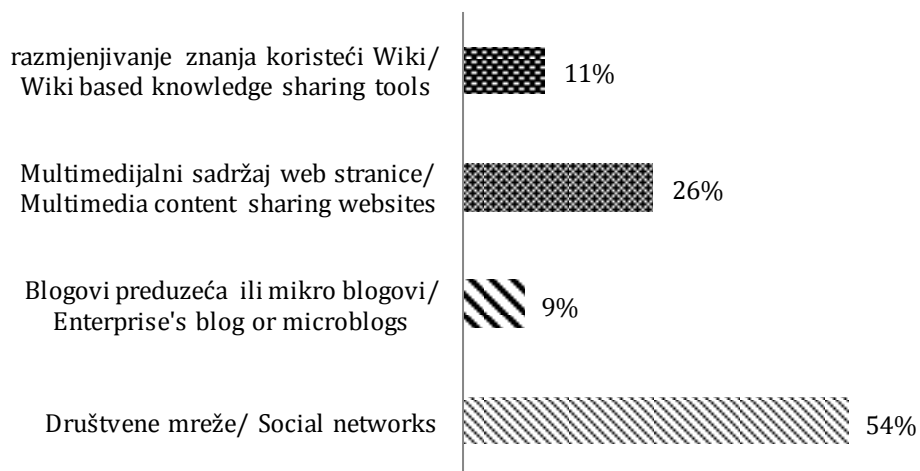 razmjenjivanje znanja koristeći Wiki/
Wiki based knowledge sharing tools
11%
Multimedijalni sadržaj web stranice/
Multimedia content sharing websites
26%
Blogovi preduzeća ili mikro blogovi/
Enterprise's blog or microblogs
9%
Društvene mreže/ Social networks
54%